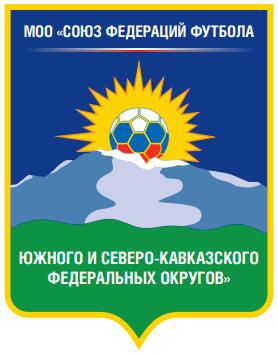 МОО «СОЮЗ ФЕДЕРАЦИЙ ФУТБОЛА
ЮЖНОГО И СЕВЕРО-КАВКАЗСКОГО
ФЕДЕРАЛЬНЫХ ОКРУГОВ»